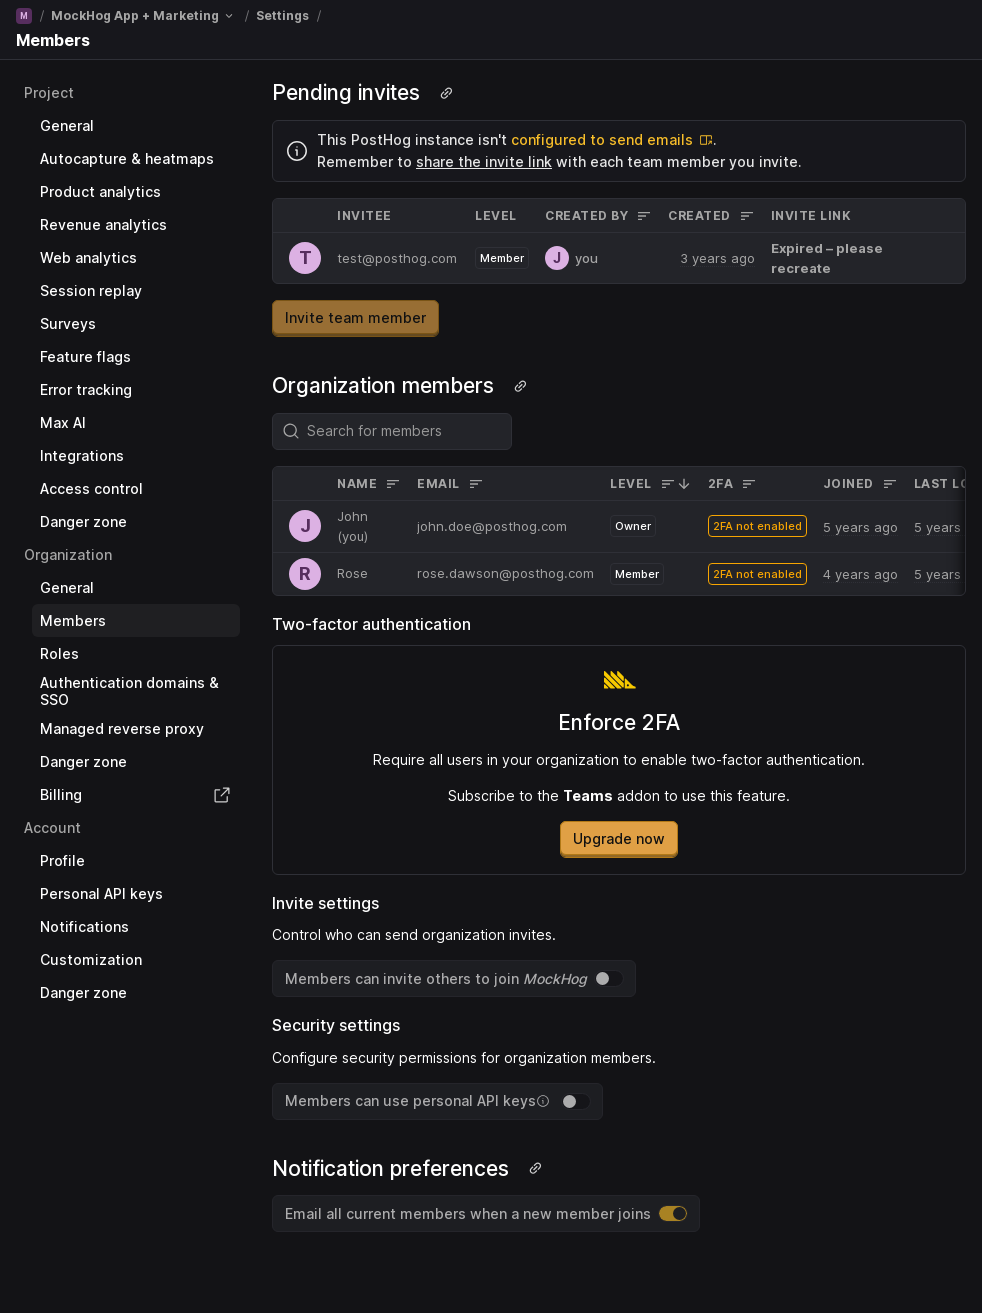 M / MockHog App + Marketing / Settings /
Members
Project
General
Autocapture & heatmaps
Product analytics
Revenue analytics
Web analytics
Session replay
Surveys
Feature flags
Error tracking
Max AI
Integrations
Access control
Danger zone
Organization
General
Members
Roles
Authentication domains &
SSO
Managed reverse proxy
Danger zone
Billing
Account
Profile
Personal API keys
Notifications
Customization
Danger zone
Pending invites
This PostHog instance isn't configured to send emails .
Remember to share the invite link with each team member you invite.
INVITEE LEVEL CREATED BY CREATED INVITE LINK
T test@posthog.com Member J you 3 years ago Expired – please
recreate
Invite team member
Organization members
Search for members
NAME EMAIL LEVEL 2FA JOINED LAST LO
J John
(you) john.doe@posthog.com Owner 2FA not enabled 5 years ago 5 years
R Rose rose.dawson@posthog.com Member 2FA not enabled 4 years ago 5 years
Two-factor authentication
Enforce 2FA
Require all users in your organization to enable two-factor authentication.
Subscribe to the Teams addon to use this feature.
Upgrade now
Invite settings
Control who can send organization invites.
Members can invite others to join MockHog
Security settings
Configure security permissions for organization members.
Members can use personal API keys
Notification preferences
Email all current members when a new member joins